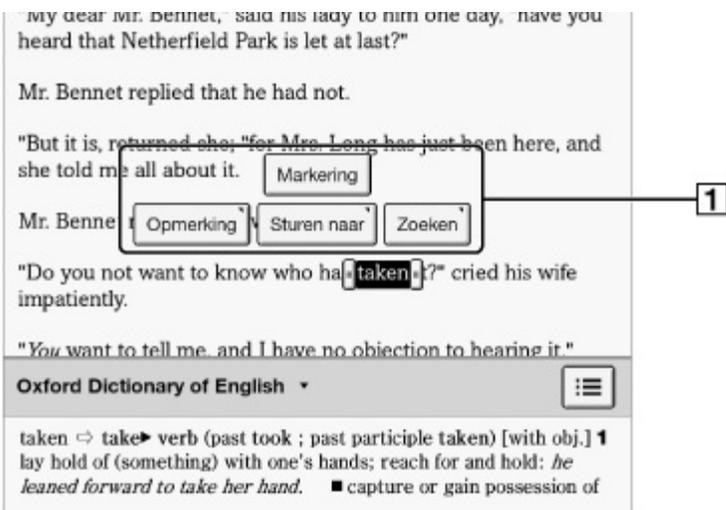 "My dear Mr. Bennet," said his lady to him one day, "have you
heard that Netherfield Park is let at last?"
Mr. Bennet replied that he had not.
"But it is, returned she; "for Mrs. Long has just been here, and
she told me all about it.
Markering
1
Mr. Benne
Opmerking Sturen naar Zoeken
"Do you not want to know who ha taken t?" cried his wife
impatiently.
"You want to tell me, and I have no objection to hearing it."
Oxford Dictionary of English
taken ⇨ take▶ verb (past took ; past participle taken) [with obj.] 1
lay hold of (something) with one's hands; reach for and hold: he
leaned forward to take her hand. ■ capture or gain possession of